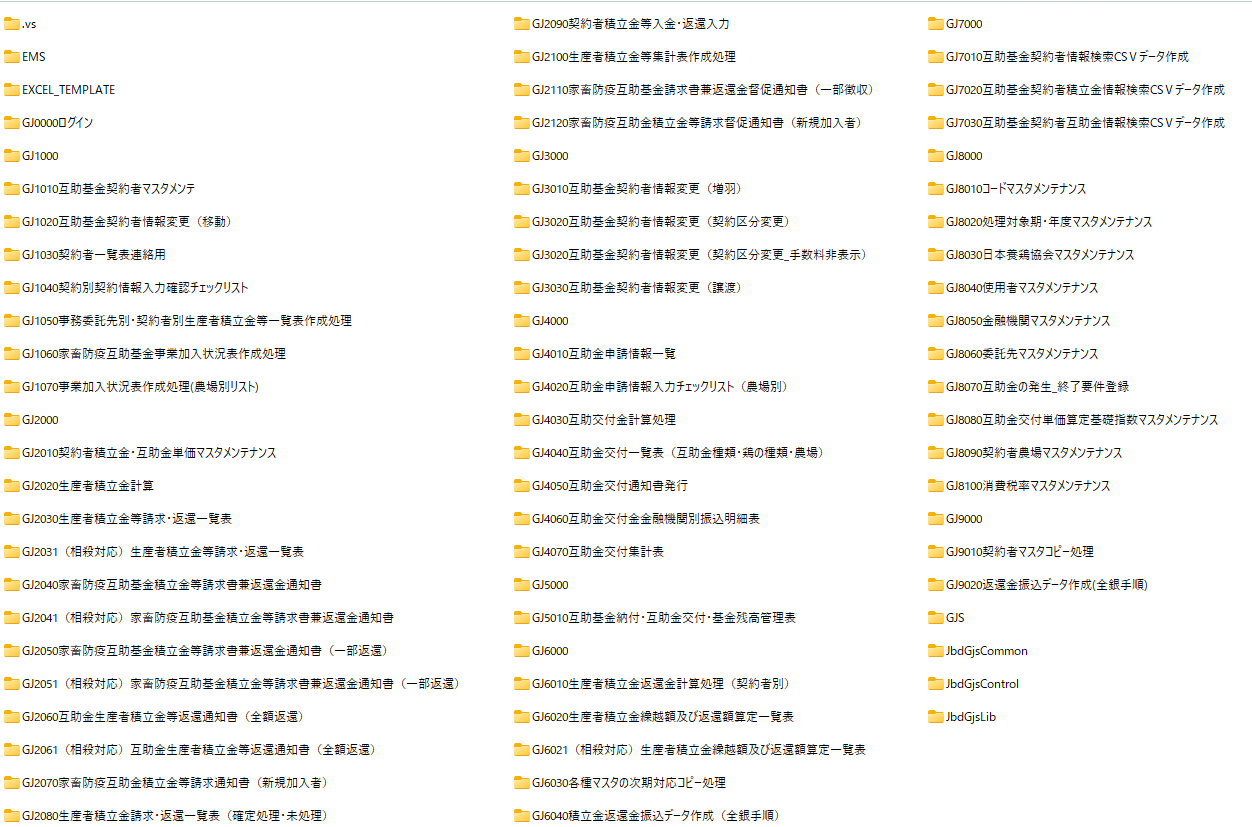 .vs
EMS
EXCEL_TEMPLATE
GJ0000ログイン
GJ1000
GJ1010互助基金契約者マスタメンテ
GJ1020互助基金契約者情報変更（移動）
GJ1030契約者一覧表連絡用
GJ1040契約別契約情報入力確認チェックリスト
GJ1050事務委託先別・契約者別生産者積立金等一覧表作成処理
GJ1060家畜防疫互助基金事業加入状況表作成処理
GJ1070事業加入状況表作成処理(農場別リスト)
GJ2000
GJ2010契約者積立金・互助金単価マスタメンテナンス
GJ2020生産者積立金計算
GJ2030生産者積立金等請求・返還一覧表
GJ2031（相殺対応）生産者積立金等請求・返還一覧表
GJ2040家畜防疫互助基金積立金等請求書兼返還金通知書
GJ2041（相殺対応）家畜防疫互助基金積立金等請求書兼返還金通知書
GJ2050家畜防疫互助基金積立金等請求書兼返還金通知書（一部返還）
GJ2051（相殺対応）家畜防疫互助基金積立金等請求書兼返還金通知書（一部返還）
GJ2060互助金生産者積立金等返還通知書（全額返還）
GJ2061（相殺対応）互助金生産者積立金等返還通知書（全額返還）
GJ2070家畜防疫互助金積立金等請求通知書（新規加入者）
GJ2080生産者積立金請求・返還一覧表（確定処理・未処理）
GJ2090契約者積立金等入金・返還入力
GJ2100生産者積立金等集計表作成処理
GJ2110家畜防疫互助基金請求書兼返還金督促通知書（一部徴収）
GJ2120家畜防疫互助金積立金等請求督促通知書（新規加入者）
GJ3000
GJ3010互助基金契約者情報変更（増羽）
GJ3020互助基金契約者情報変更（契約区分変更）
GJ3020互助基金契約者情報変更（契約区分変更_手数料非表示）
GJ3030互助基金契約者情報変更（譲渡）
GJ4000
GJ4010互助金申請情報一覧
GJ4020互助金申請情報入力チェックリスト（農場別）
GJ4030互助交付金計算処理
GJ4040互助金交付一覧表（互助金種類・鶏の種類・農場）
GJ4050互助金交付通知書発行
GJ4060互助金交付金金融機関別振込明細表
GJ4070互助金交付集計表
GJ5000
GJ5010互助基金納付・互助金交付・基金残高管理表
GJ6000
GJ6010生産者積立金返還金計算処理（契約者別）
GJ6020生産者積立金繰越額及び返還額算定一覧表
GJ6021（相殺対応）生産者積立金繰越額及び返還額算定一覧表
GJ6030各種マスタの次期対応コピー処理
GJ6040積立金返還金振込データ作成（全銀手順）
GJ7000
GJ7010互助基金契約者情報検索CSVデータ作成
GJ7020互助基金契約者積立金情報検索CSVデータ作成
GJ7030互助基金契約者互助金情報検索CSVデータ作成
GJ8000
GJ8010コードマスタメンテナンス
GJ8020処理対象期・年度マスタメンテナンス
GJ8030日本養鶏協会マスタメンテナンス
GJ8040使用者マスタメンテナンス
GJ8050金融機関マスタメンテナンス
GJ8060委託先マスタメンテナンス
GJ8070互助金の発生_終了要件登録
GJ8080互助金交付単価算定基礎指数マスタメンテナンス
GJ8090契約者農場マスタメンテナンス
GJ8100消費税率マスタメンテナンス
GJ9000
GJ9010契約者マスタコピー処理
GJ9020返還金振込データ作成(全銀手順)
GJS
JbdGjsCommon
JbdGjsControl
JbdGjsLib